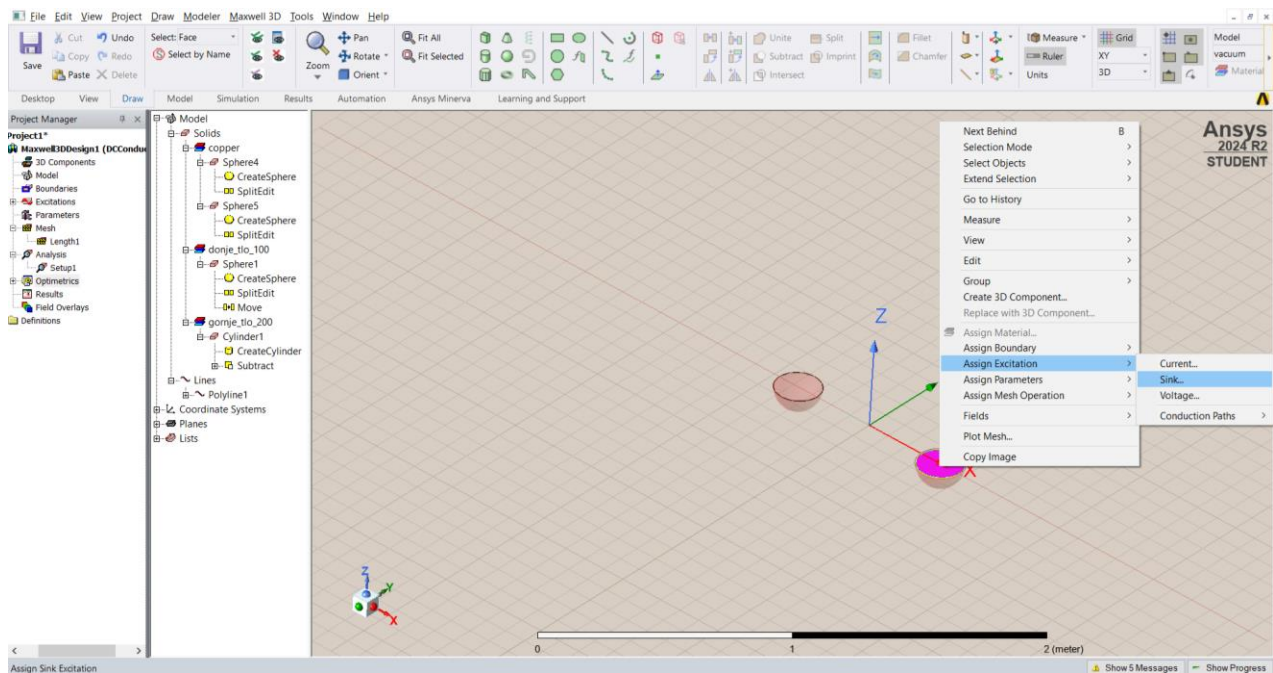 File Edit View Project Draw Modeler Maxwell 3D Tools Window Help
Save
Cut Undo
Copy Redo
Paste Delete
Select: Face
Select by Name
Zoom
Pan
Rotate
Orient
Fit All
Fit Selected
Unite Split
Subtract Imprint
Intersect
Fillet
Chamfer
Measure
Ruler
Units
Grid
XY
3D
Model
vacuum
Material
Desktop View Draw Model Simulation Results Automation Ansys Minerva Learning and Support
Project Manager
Project1*
Maxwell3DDesign1 (DCCondu
3D Components
Model
Boundaries
Excitations
Parameters
Mesh
Length1
Analysis
Setup1
Optimetrics
Results
Field Overlays
Definitions
Model
Solids
copper
Sphere4
CreateSphere
SplitEdit
Sphere5
CreateSphere
SplitEdit
donje_tlo_100
Sphere1
CreateSphere
SplitEdit
Move
gornje_tlo_200
Cylinder1
CreateCylinder
Subtract
Lines
Polyline1
Coordinate Systems
Planes
Lists
Ansys
2024 R2
STUDENT
Next Behind B
Selection Mode
Select Objects
Extend Selection
Go to History
Measure
View
Edit
Group
Create 3D Component...
Replace with 3D Component...
Assign Material...
Assign Boundary
Assign Excitation
Assign Parameters
Assign Mesh Operation
Fields
Plot Mesh...
Copy Image
Current...
Sink...
Voltage...
Conduction Paths
Z
X
Z
Y
X
0 1 2 (meter)
Assign Sink Excitation
Show 5 Messages Show Progress